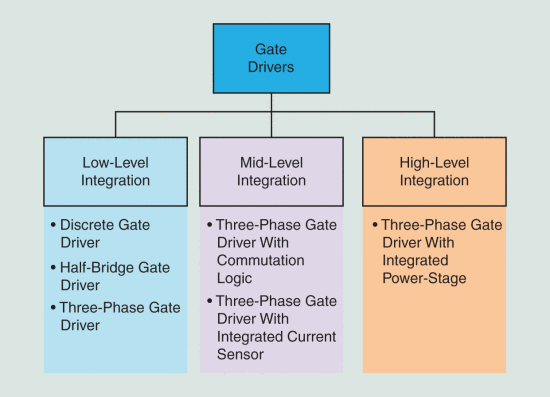 Gate
Drivers
Low-Level
Integration
• Discrete Gate
Driver
• Half-Bridge Gate
Driver
• Three-Phase Gate
Driver
Mid-Level
Integration
• Three-Phase Gate
Driver With
Commutation
Logic
• Three-Phase Gate
Driver With
Integrated Current
Sensor
High-Level
Integration
• Three-Phase Gate
Driver With
Integrated
Power-Stage